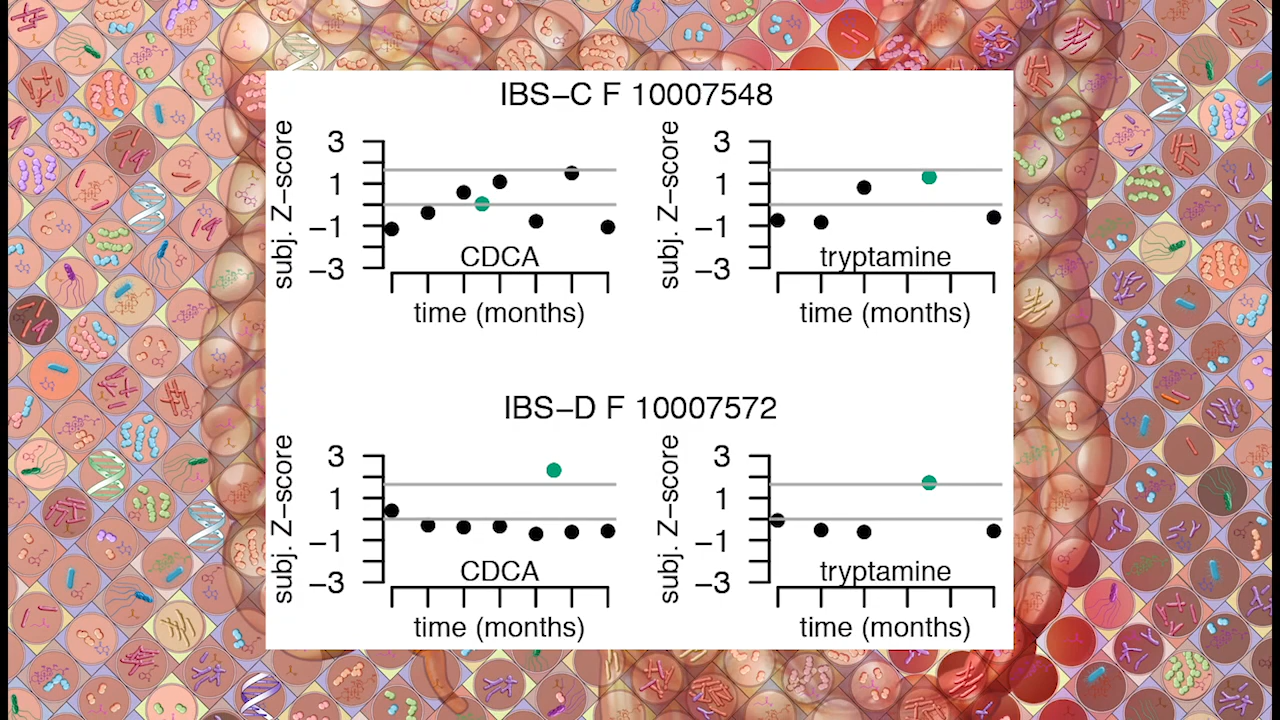 IBS−C F 10007548
subj. Z−score
3
1
−1
−3
CDCA
time (months)
subj. Z−score
3
1
−1
−3
tryptamine
time (months)
IBS−D F 10007572
subj. Z−score
3
1
−1
−3
CDCA
time (months)
subj. Z−score
3
1
−1
−3
tryptamine
time (months)